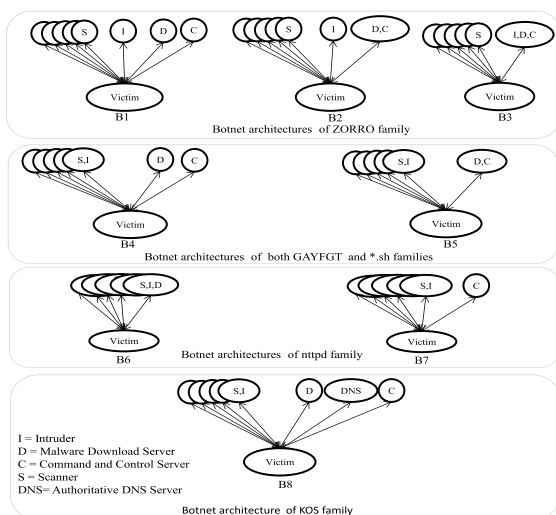 S I D C
Victim
B1
S I D,C
Victim
B2
S I,D,C
Victim
B3
Botnet architectures of ZORRO family
S,I D C
Victim
B4
S,I D,C
Victim
B5
Botnet architectures of both GAYFGT and *.sh families
S,I,D
Victim
B6
S,I C
Victim
B7
Botnet architectures of nttpd family
S,I D DNS C
Victim
B8
I = Intruder
D = Malware Download Server
C = Command and Control Server
S = Scanner
DNS= Authoritative DNS Server
Botnet architecture of KOS family